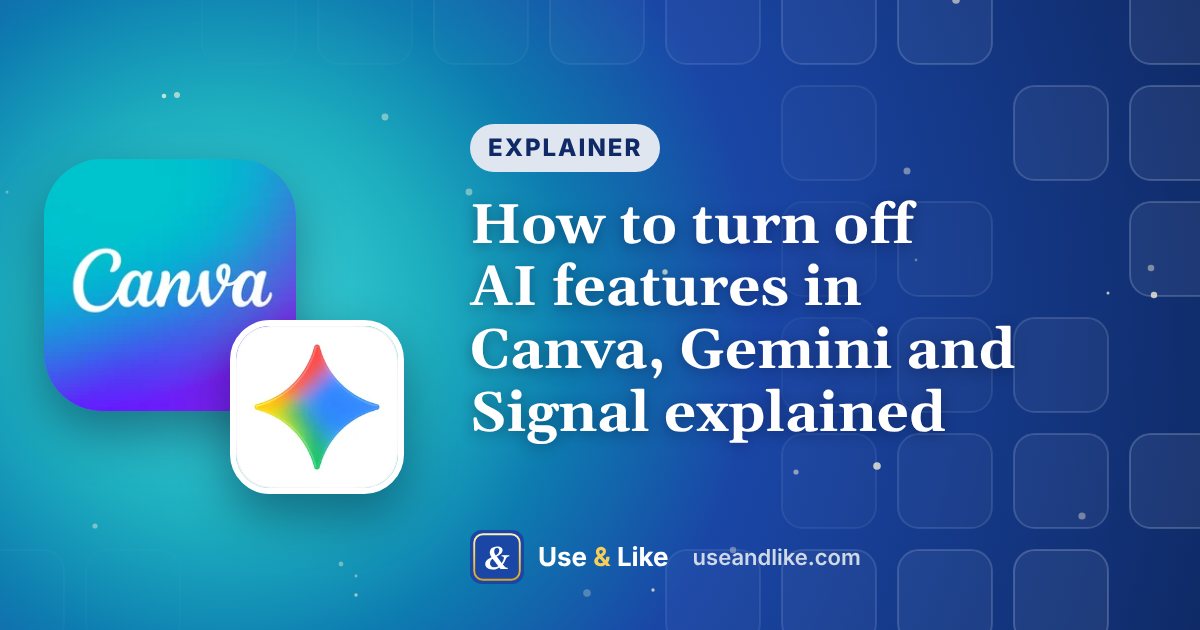 Canva
EXPLAINER
How to turn off
AI features in
Canva, Gemini and
Signal explained
& Use & Like useandlike.com